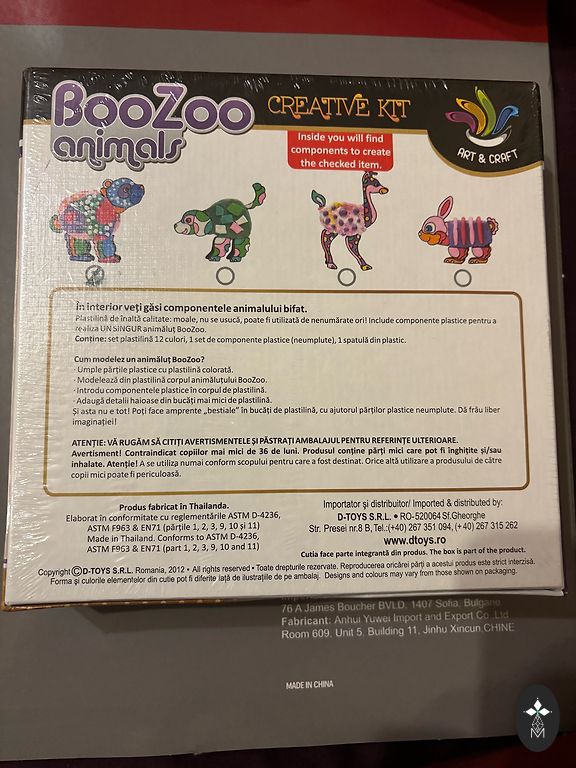 BooZoo
animals
CREATIVE KIT
Inside you will find
components to create
the checked item.
ART & CRAFT
În interior veți găsi componentele animalului bifat.
Plastilină de înaltă calitate: moale, nu se usucă, poate fi utilizată de nenumărate ori! Include componente plastice pentru a
realiza UN SINGUR animăluț BooZoo.
Conține: set plastilină 12 culori, 1 set de componente plastice (neumplute), 1 spatulă din plastic.
Cum modelez un animăluț BooZoo?
· Umple părțile plastice cu plastilină colorată.
· Modelează din plastilină corpul animăluțului BooZoo.
· Introdu componentele plastice în corpul de plastilină.
· Adaugă detalii haioase din bucăți mai mici de plastilină.
Și asta nu e tot! Poți face amprente „bestiale” în bucăți de plastilină, cu ajutorul părților plastice neumplute. Dă frâu liber
imaginației!
ATENȚIE: VĂ RUGĂM SĂ CITIȚI AVERTISMENTELE ȘI PĂSTRAȚI AMBALAJUL PENTRU REFERINȚE ULTERIOARE.
Avertisment! Contraindicat copiilor mai mici de 36 de luni. Produsul conține părți mici care pot fi înghițite și/sau
inhalate. Atenție! A se utiliza numai conform scopului pentru care a fost destinat. Orice altă utilizare a produsului de către
copii mici poate fi periculoasă.
Produs fabricat în Thailanda.
Elaborat în conformitate cu reglementările ASTM D-4236,
ASTM F963 & EN71 (părțile 1, 2, 3, 9, 10 și 11)
Made in Thailand. Conforms to ASTM D-4236,
ASTM F963 & EN71 (part 1, 2, 3, 9, 10 and 11)
Importator și distribuitor/ Imported & distributed by:
D-TOYS S.R.L. • RO-520064 Sf.Gheorghe
Str. Presei nr.8 B, Tel.:(+40) 267 351 094, (+40) 267 315 262
www.dtoys.ro
Cutia face parte integrantă din produs. The box is part of the product.
Copyright © D-TOYS S.R.L. Romania, 2012 • All rights reserved • Toate drepturile rezervate. Reproducerea oricărei părți a acestui produs este strict interzisă.
Forma și culorile elementelor din cutie pot fi diferite față de ilustrațiile de pe ambalaj. Designs and colours may vary from those shown on packaging.
76 A James Boucher BVLD. 1407 Sofia, Bulgarie
Fabricant: Anhui Yuwei Import and Export Co .,Ltd
Room 609, Unit 5, Building 11, Jinhu Xincun,CHINE
MADE IN CHINA
M